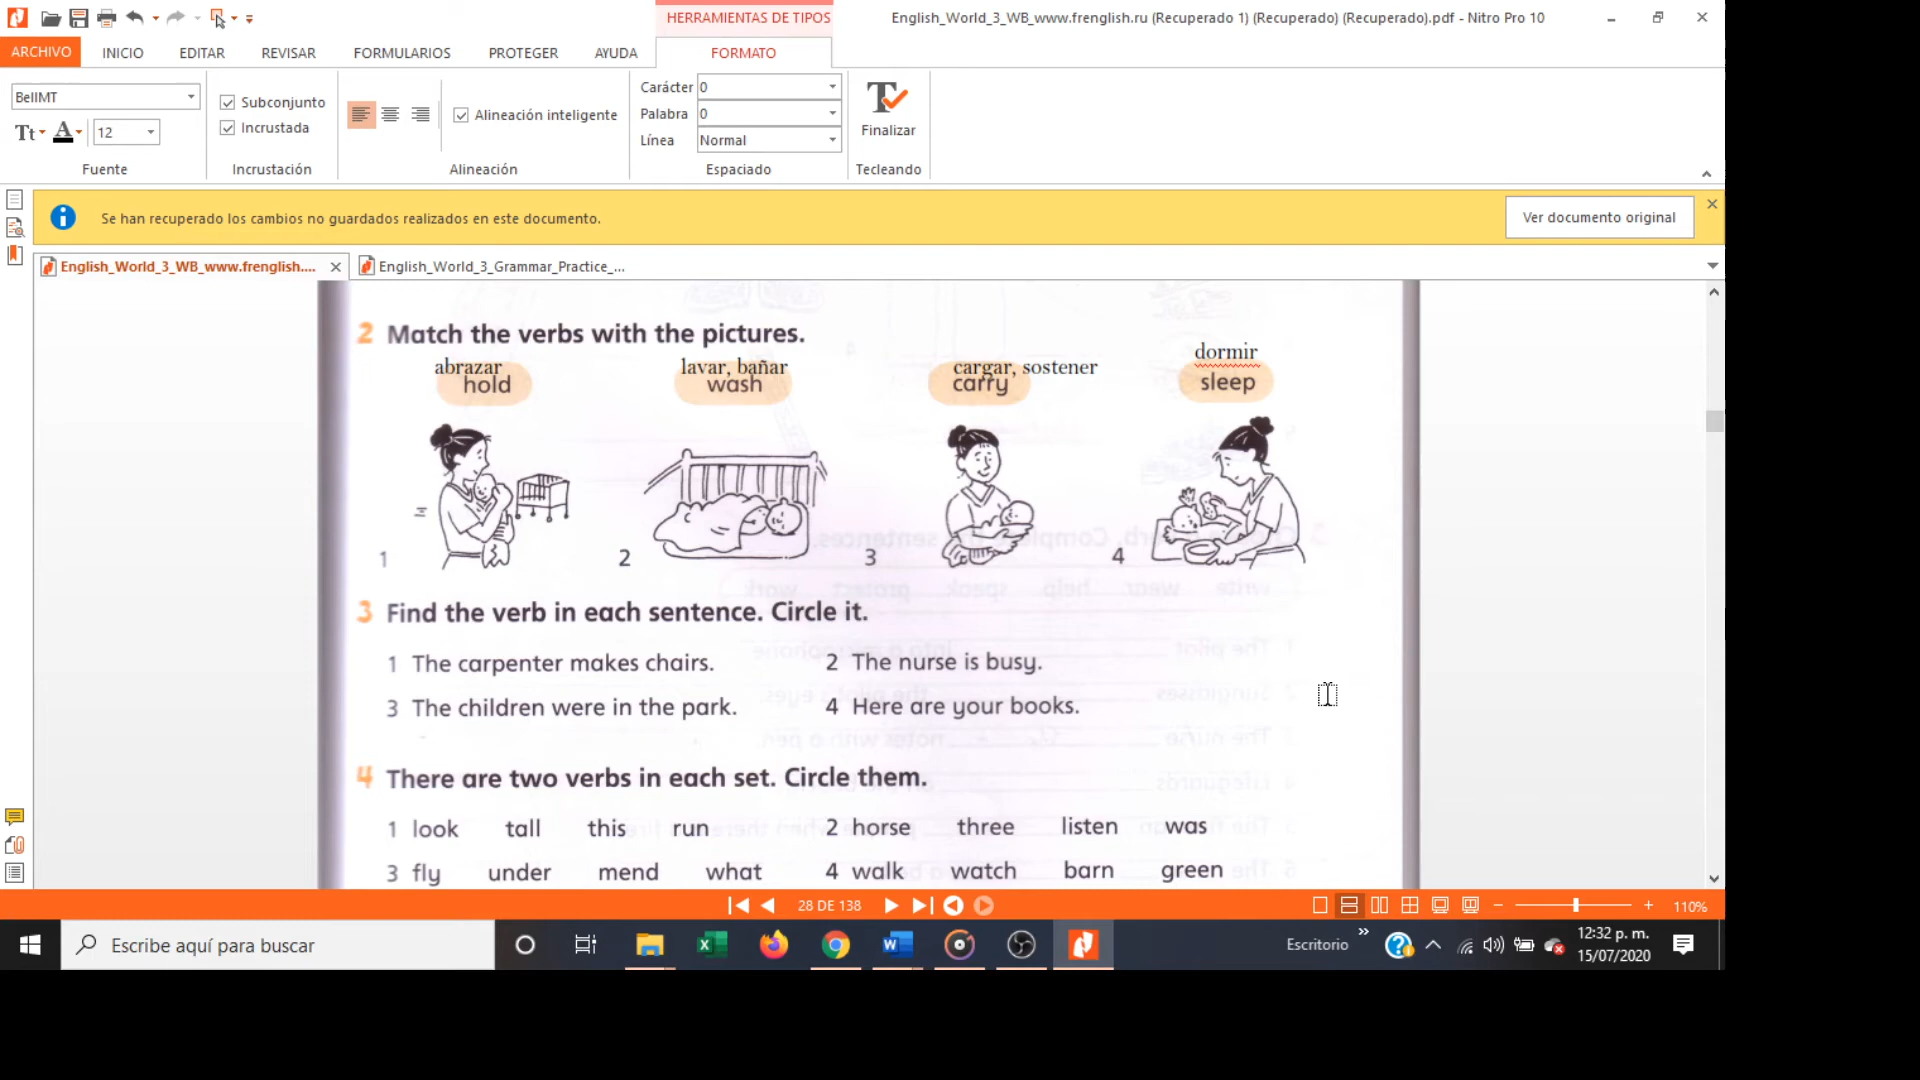 HERRAMIENTAS DE TIPOS
English_World_3_WB_www.frenglish.ru (Recuperado 1) (Recuperado) (Recuperado).pdf - Nitro Pro 10
ARCHIVO INICIO EDITAR REVISAR FORMULARIOS PROTEGER AYUDA FORMATO
BellMT
Tt A 12
Fuente
Subconjunto
Incrustada
Incrustación
Alineación inteligente
Alineación
Carácter 0
Palabra 0
Línea Normal
Espaciado
Finalizar
Tecleando
Se han recuperado los cambios no guardados realizados en este documento.
Ver documento original
English_World_3_WB_www.frenglish....
English_World_3_Grammar_Practice_...
2 Match the verbs with the pictures.
abrazar lavar, bañar cargar, sostener dormir
hold wash carry sleep
1 2 3 4
3 Find the verb in each sentence. Circle it.
1 The carpenter makes chairs. 2 The nurse is busy.
3 The children were in the park. 4 Here are your books.
4 There are two verbs in each set. Circle them.
1 look tall this run 2 horse three listen was
3 fly under mend what 4 walk watch barn green
28 DE 138
110%
Escribe aquí para buscar
Escritorio
12:32 p. m.
15/07/2020